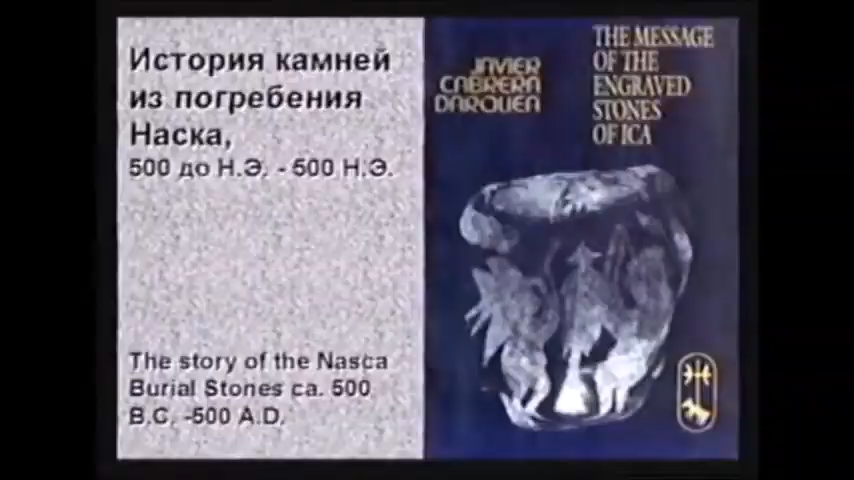 История камней
из погребения
Наска,
500 до Н.Э. - 500 Н.Э.
The story of the Nasca
Burial Stones ca. 500
B.C. -500 A.D.
JAVIER
CABRERA
DARQUEA
THE MESSAGE
OF THE
ENGRAVED
STONES
OF ICA